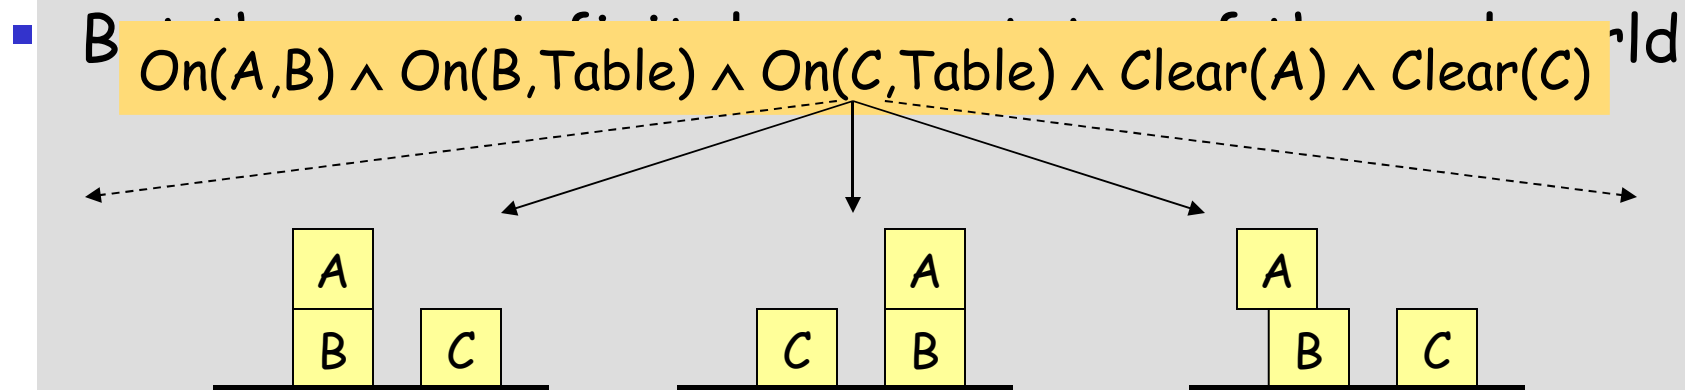 On(A,B) ∧ On(B,Table) ∧ On(C,Table) ∧ Clear(A) ∧ Clear(C)
A A A
B C C B B C